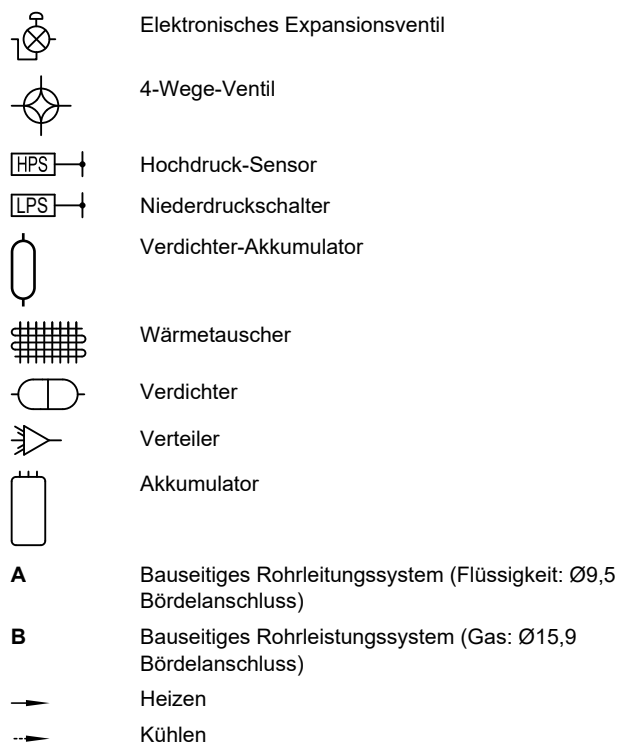 Elektronisches Expansionsventil
4-Wege-Ventil
HPS Hochdruck-Sensor
LPS Niederdruckschalter
Verdichter-Akkumulator
Wärmetauscher
Verdichter
Verteiler
Akkumulator
A Bauseitiges Rohrleitungssystem (Flüssigkeit: Ø9,5
Bördelanschluss)
B Bauseitiges Rohrleistungssystem (Gas: Ø15,9
Bördelanschluss)
Heizen
Kühlen